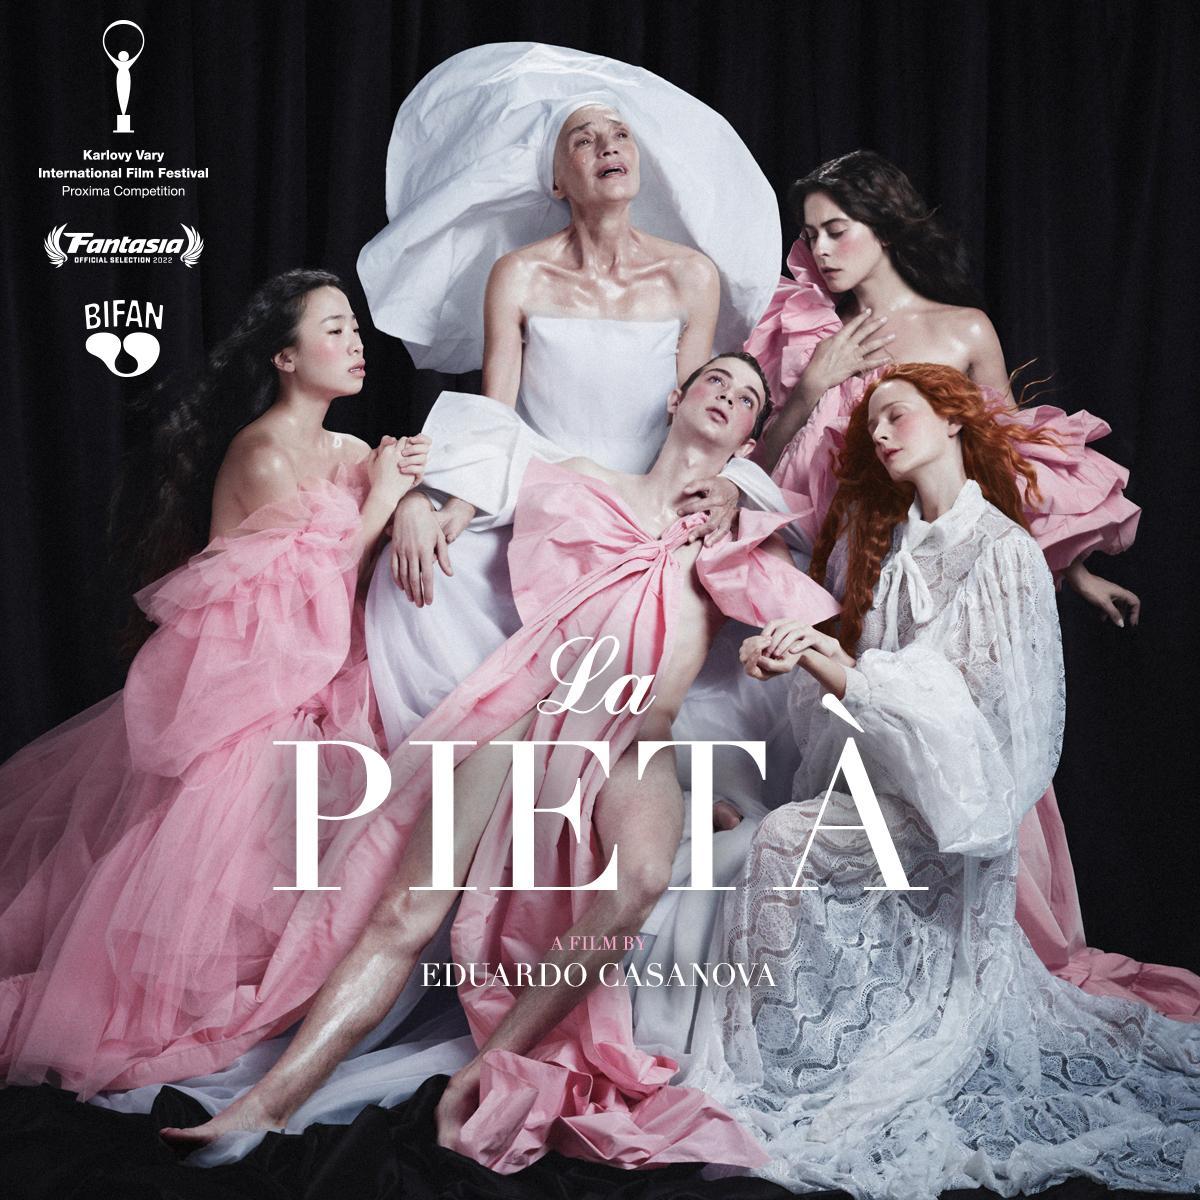 Karlovy Vary
International Film Festival
Proxima Competition
Fantasia
OFFICIAL SELECTION 2022
BIFAN
La
PIETÀ
A FILM BY
EDUARDO CASANOVA